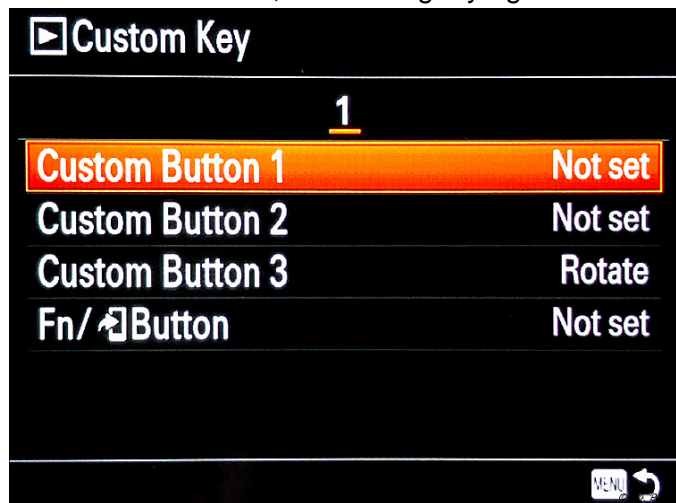 Custom Key
1
Custom Button 1 Not set
Custom Button 2 Not set
Custom Button 3 Rotate
Fn/ Button Not set
MENU